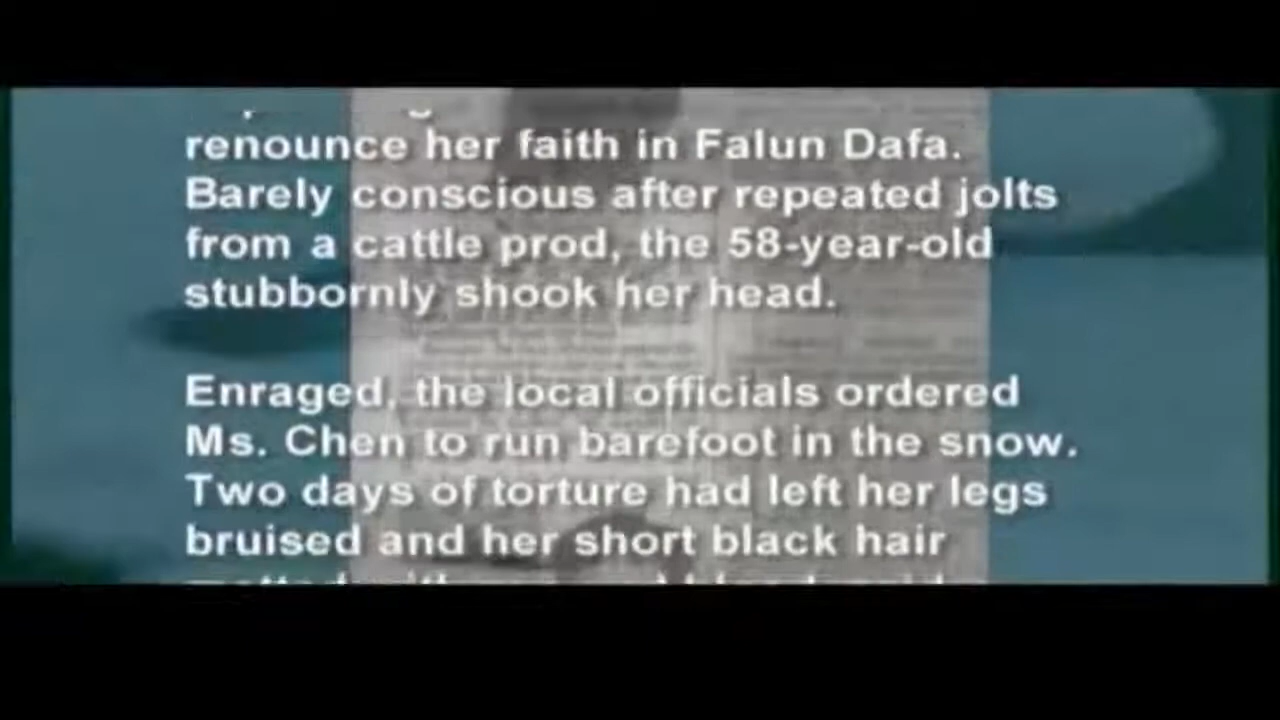 renounce her faith in Falun Dafa.
Barely conscious after repeated jolts
from a cattle prod, the 58-year-old
stubbornly shook her head.
Enraged, the local officials ordered
Ms. Chen to run barefoot in the snow.
Two days of torture had left her legs
bruised and her short black hair